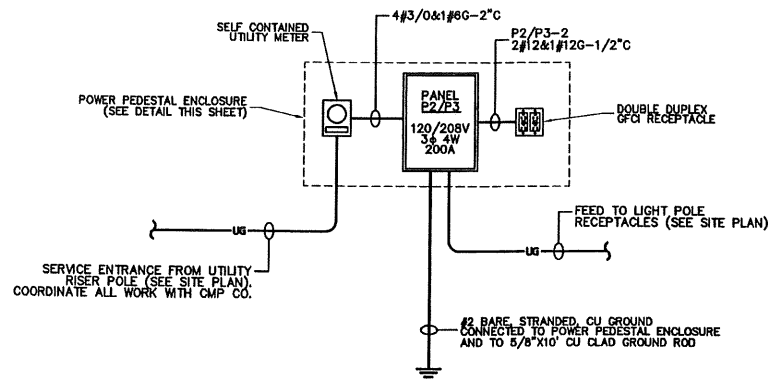 4#3/0&1#6G-2"C
SELF CONTAINED
UTILITY METER
P2/P3-2
2#12&1#12G-1/2"C
POWER PEDESTAL ENCLOSURE
(SEE DETAIL THIS SHEET)
PANEL
P2/P3
120/208V
3ϕ 4W
200A
DOUBLE DUPLEX
GFCI RECEPTACLE
UG
FEED TO LIGHT POLE
RECEPTACLES (SEE SITE PLAN)
UG
SERVICE ENTRANCE FROM UTILITY
RISER POLE (SEE SITE PLAN).
COORDINATE ALL WORK WITH CMP CO.
#2 BARE, STRANDED, CU GROUND
CONNECTED TO POWER PEDESTAL ENCLOSURE
AND TO 5/8"X10' CU CLAD GROUND ROD